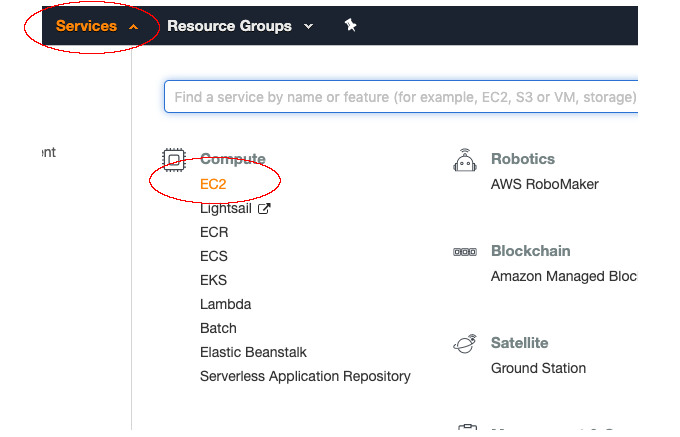 Services Resource Groups
Find a service by name or feature (for example, EC2, S3 or VM, storage)
ent
Compute
EC2
Lightsail
ECR
ECS
EKS
Lambda
Batch
Elastic Beanstalk
Serverless Application Repository
Robotics
AWS RoboMaker
Blockchain
Amazon Managed Bloc
Satellite
Ground Station